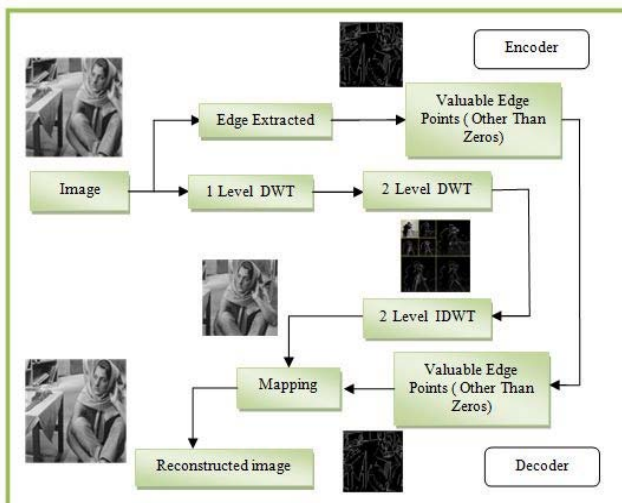 Encoder
Edge Extracted
Valuable Edge
Points ( Other Than
Zeros)
Image
1 Level DWT
2 Level DWT
2 Level IDWT
Mapping
Valuable Edge
Points ( Other Than
Zeros)
Reconstructed image
Decoder